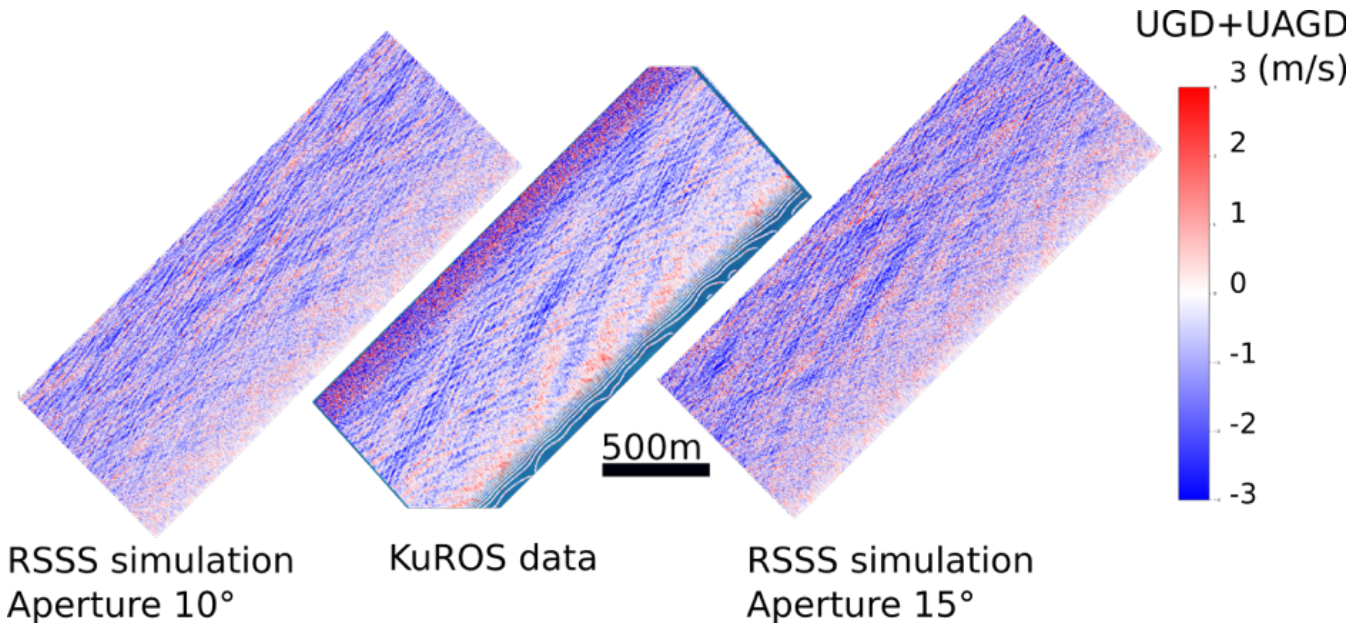 UGD+UAGD
(m/s)
3
2
1
0
-1
-2
-3
500m
RSSS simulation
Aperture 10°
KuROS data
RSSS simulation
Aperture 15°